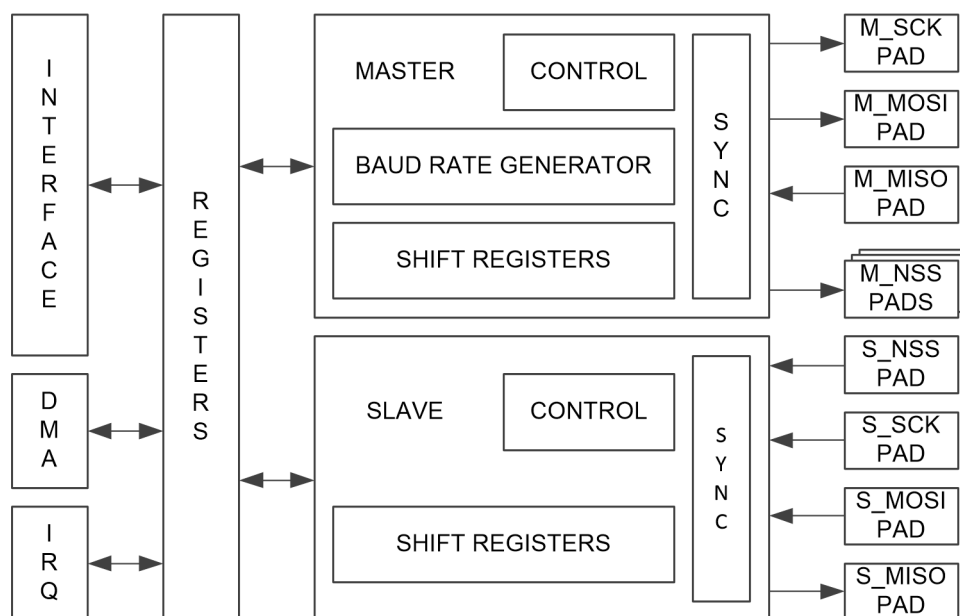 INTERFACE
DMA
IRQ
REGISTERS
MASTER
CONTROL
BAUD RATE GENERATOR
SHIFT REGISTERS
SYNC
SLAVE
CONTROL
SHIFT REGISTERS
SYNC
M_SCK
PAD
M_MOSI
PAD
M_MISO
PAD
M_NSS
PADS
S_NSS
PAD
S_SCK
PAD
S_MOSI
PAD
S_MISO
PAD